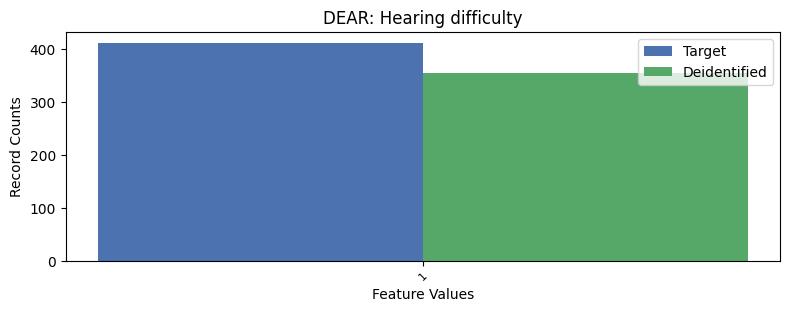 DEAR: Hearing difficulty
Target
Deidentified
Record Counts
400
300
200
100
0
1
Feature Values